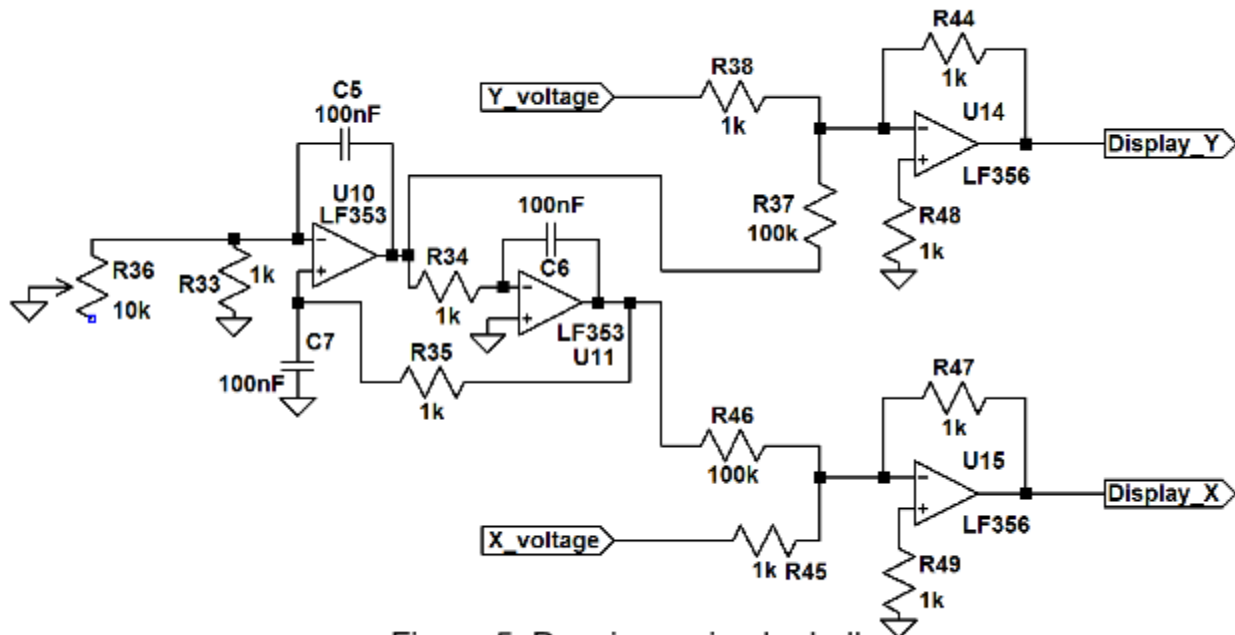 R44
1k
R38
Y_voltage
1k
C5
100nF
U14
Display_Y
LF356
U10
LF353
R37
100k
100nF
R48
1k
R36
10k
R33
1k
R34
1k
C6
LF353
U11
C7
100nF
R35
1k
R47
1k
R46
100k
U15
Display_X
LF356
X_voltage
1k R45
R49
1k